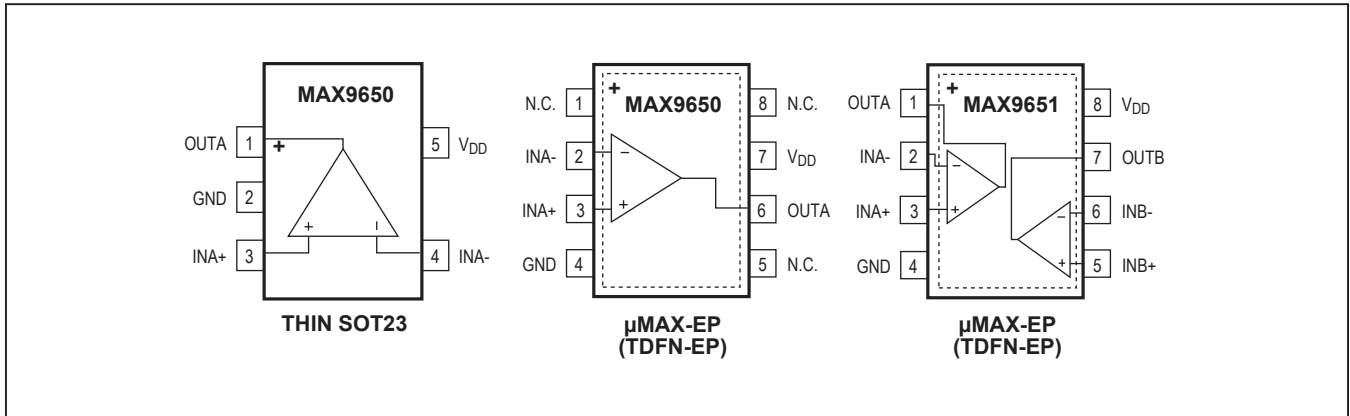 MAX9650
OUTA 1
+
5 VDD
GND 2
+
−
INA+ 3
4 INA-
THIN SOT23
+
MAX9650
N.C. 1
8 N.C.
INA- 2
−
7 VDD
INA+ 3
+
6 OUTA
GND 4
5 N.C.
µMAX-EP
(TDFN-EP)
+
MAX9651
OUTA 1
8 VDD
INA- 2
−
7 OUTB
INA+ 3
+
−
6 INB-
GND 4
+
5 INB+
µMAX-EP
(TDFN-EP)